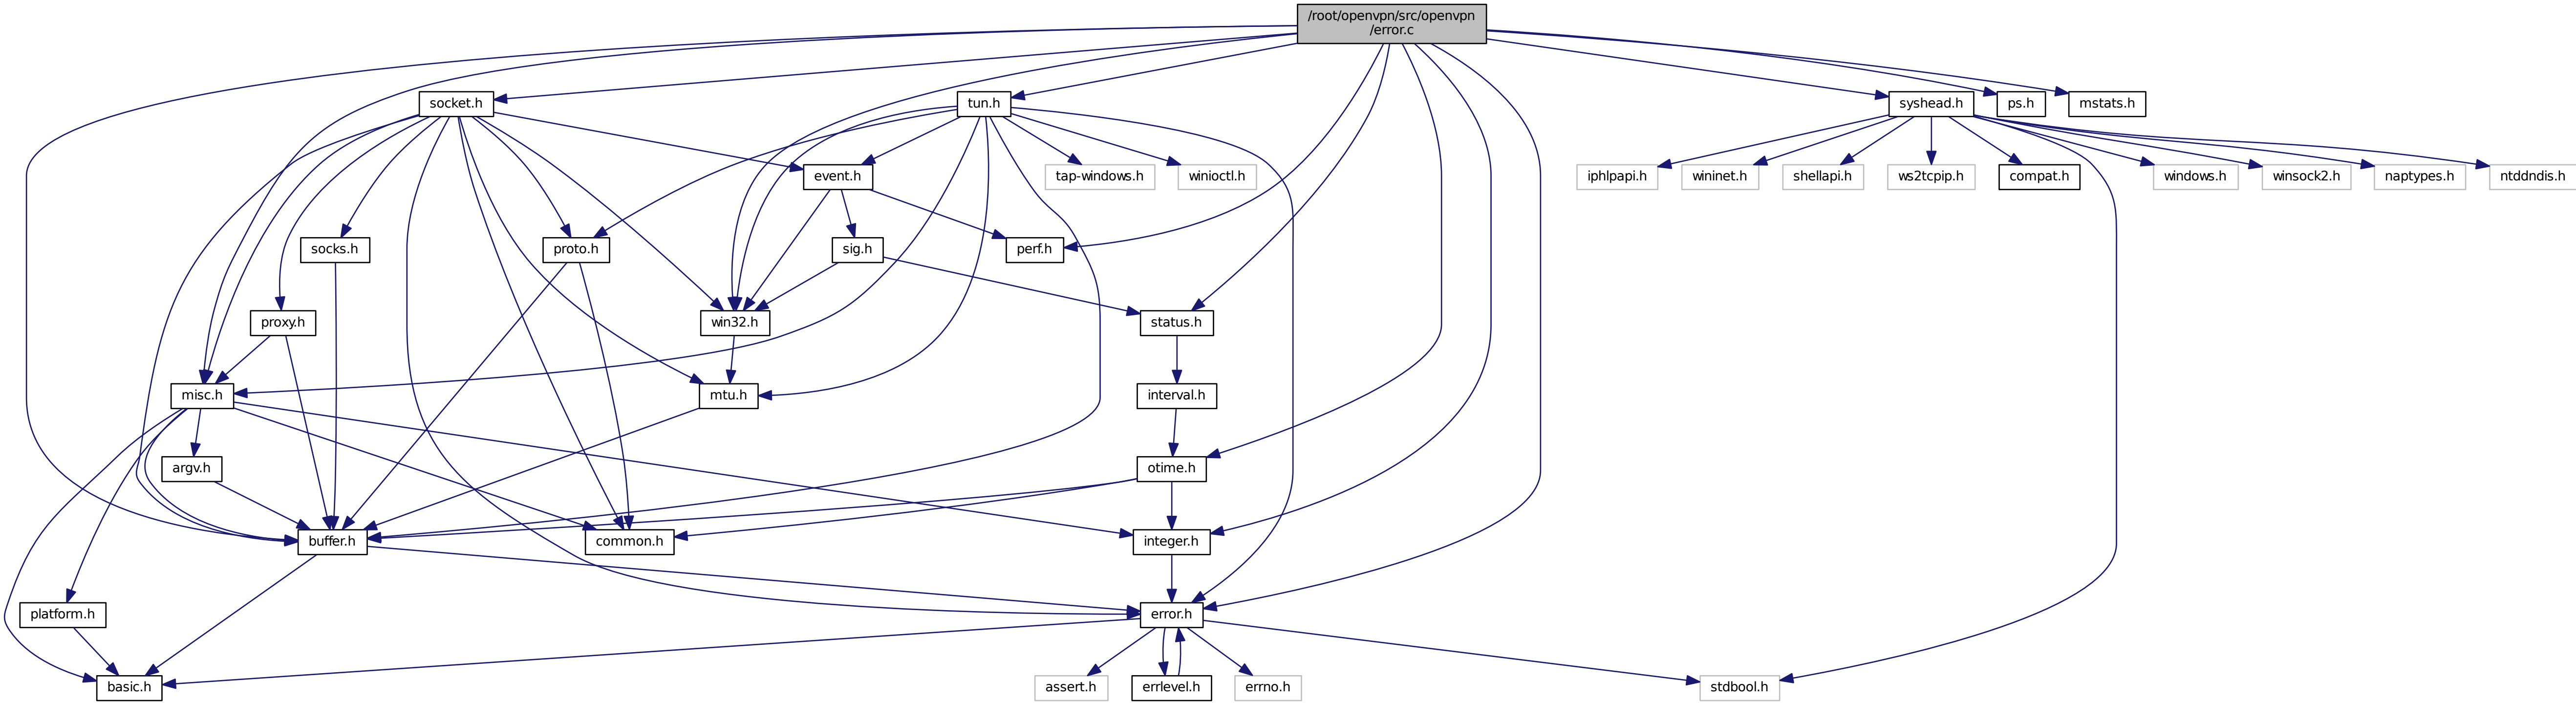 /root/openvpn/src/openvpn
/error.c
socket.h
tun.h
syshead.h
ps.h
mstats.h
event.h
tap-windows.h
winioctl.h
iphlpapi.h
wininet.h
shellapi.h
ws2tcpip.h
compat.h
windows.h
winsock2.h
naptypes.h
ntddndis.h
socks.h
proto.h
sig.h
perf.h
proxy.h
win32.h
status.h
misc.h
mtu.h
interval.h
argv.h
otime.h
buffer.h
common.h
integer.h
platform.h
error.h
basic.h
assert.h
errlevel.h
errno.h
stdbool.h